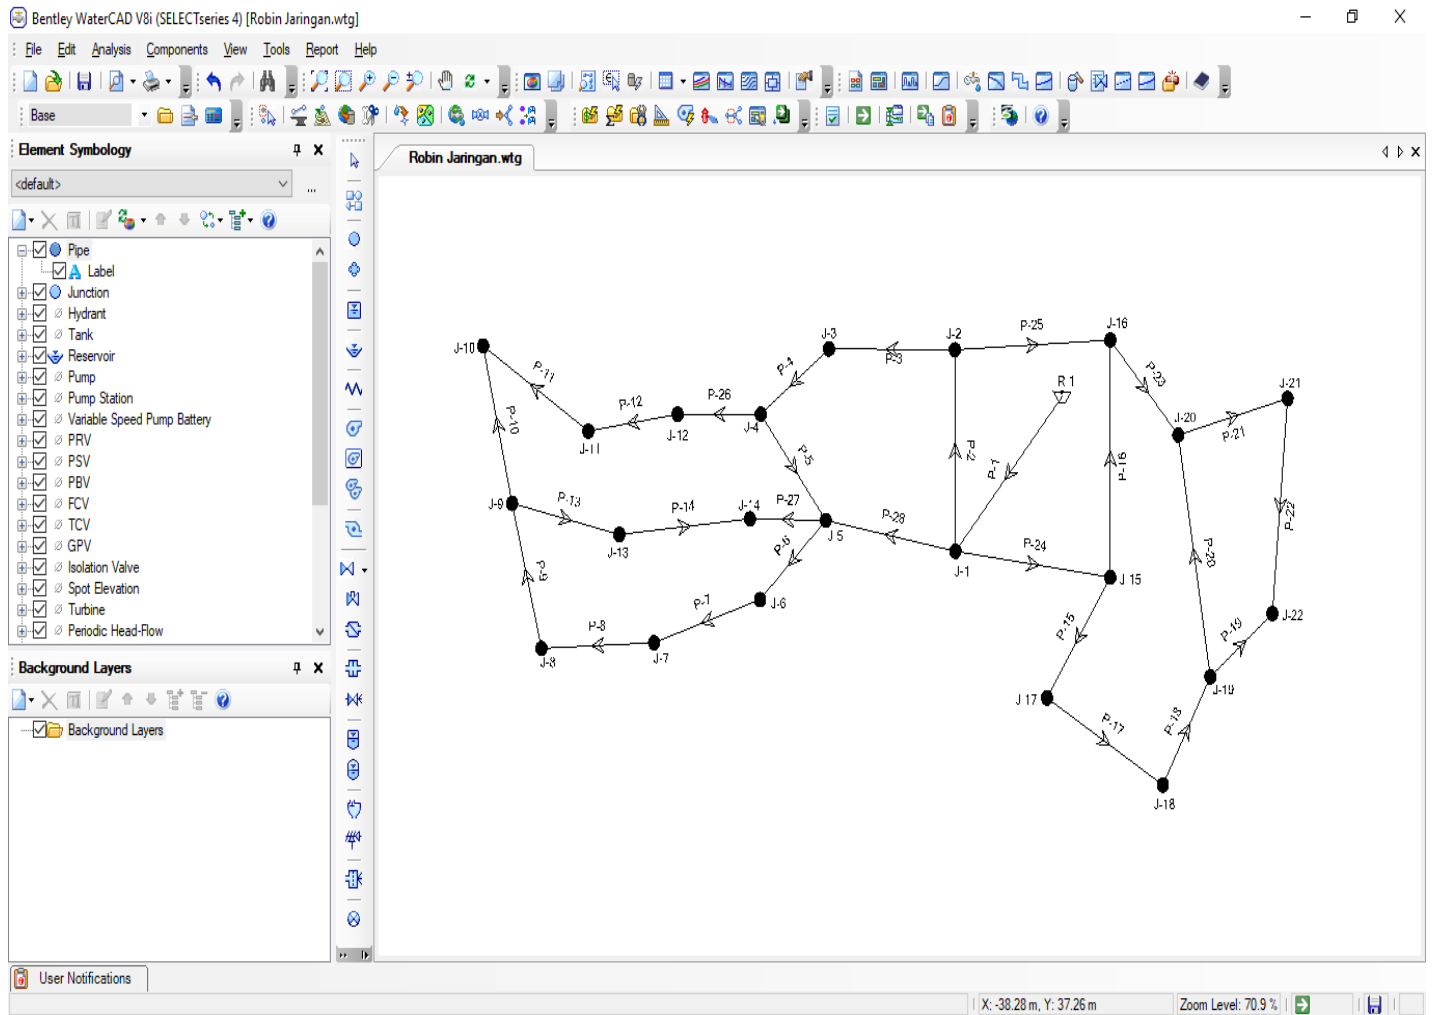 Bentley WaterCAD V8i (SELECTseries 4) [Robin Jaringan.wtg]
File Edit Analysis Components View Tools Report Help
Base
Element Symbology
<default>
...
Pipe
Label
Junction
Hydrant
Tank
Reservoir
Pump
Pump Station
Variable Speed Pump Battery
PRV
PSV
PBV
FCV
TCV
GPV
Isolation Valve
Spot Elevation
Turbine
Periodic Head-Flow
Background Layers
Background Layers
Robin Jaringan.wtg
J-3
J-2
P-25
J-16
J-10
P-11
P-4
P-3
P-23
R 1
J-21
P-12
P-26
P-10
J-11
J-12
J-4
J-20
P-21
P-5
P-2
P-1
P-16
J-9
P-13
P-14
J-14
P-27
P-28
P-22
J-13
J 5
P-6
P-24
P-20
J-1
J 15
P-9
P-7
J-6
P-8
P-15
P-19
J-22
J-8
J-7
J 17
J-19
P-17
P-18
J-18
User Notifications
X: -38.28 m, Y: 37.26 m
Zoom Level: 70.9 %